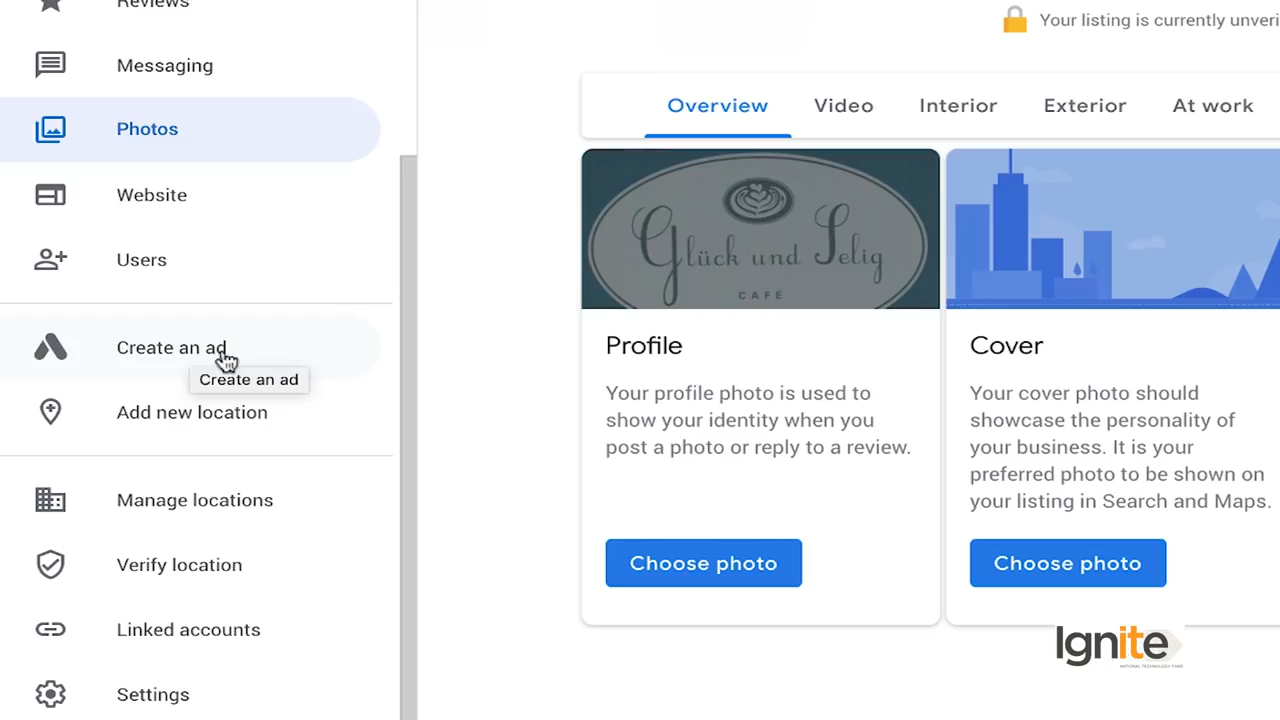 Reviews
Messaging
Photos
Website
Users
Create an ad
Create an ad
Add new location
Manage locations
Verify location
Linked accounts
Settings
Your listing is currently unveri
Overview Video Interior Exterior At work
Glück und Selig
CAFÉ
Profile
Your profile photo is used to
show your identity when you
post a photo or reply to a review.
Choose photo
Cover
Your cover photo should
showcase the personality of
your business. It is your
preferred photo to be shown on
your listing in Search and Maps.
Choose photo
Ignite
NATIONAL TECHNOLOGY FUND